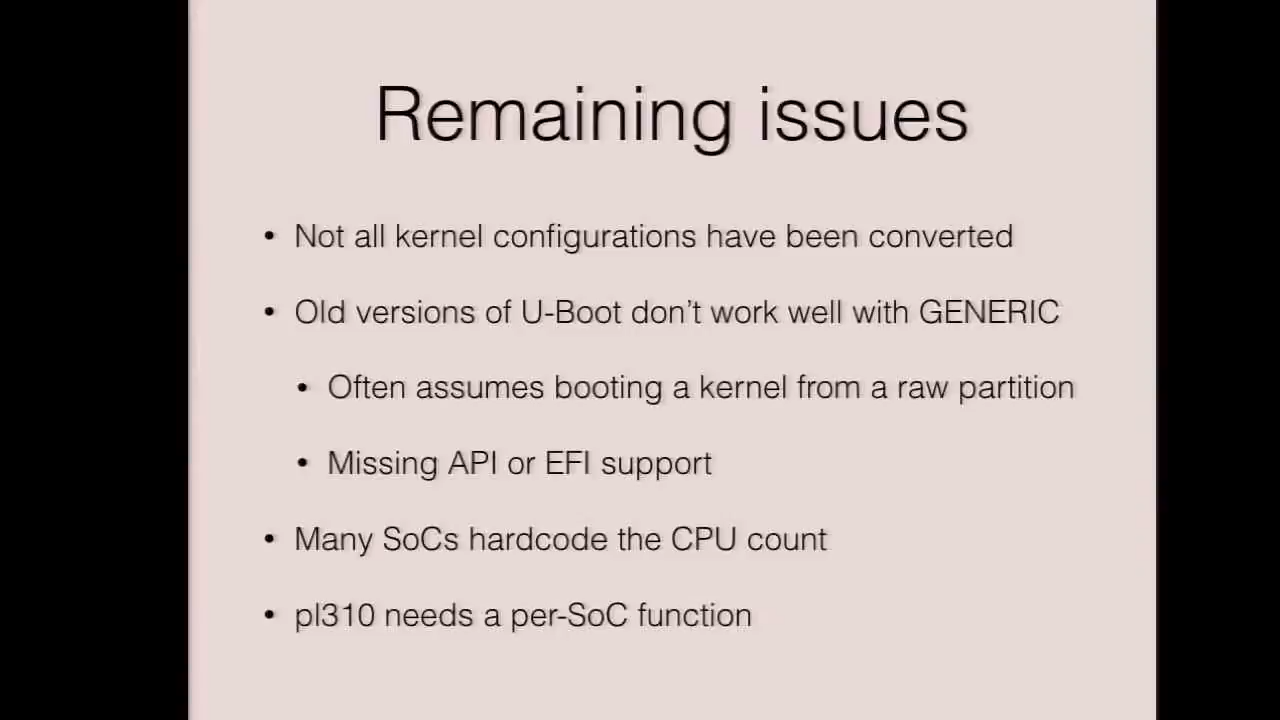 Remaining issues
• Not all kernel configurations have been converted
• Old versions of U-Boot don’t work well with GENERIC
• Often assumes booting a kernel from a raw partition
• Missing API or EFI support
• Many SoCs hardcode the CPU count
• pl310 needs a per-SoC function